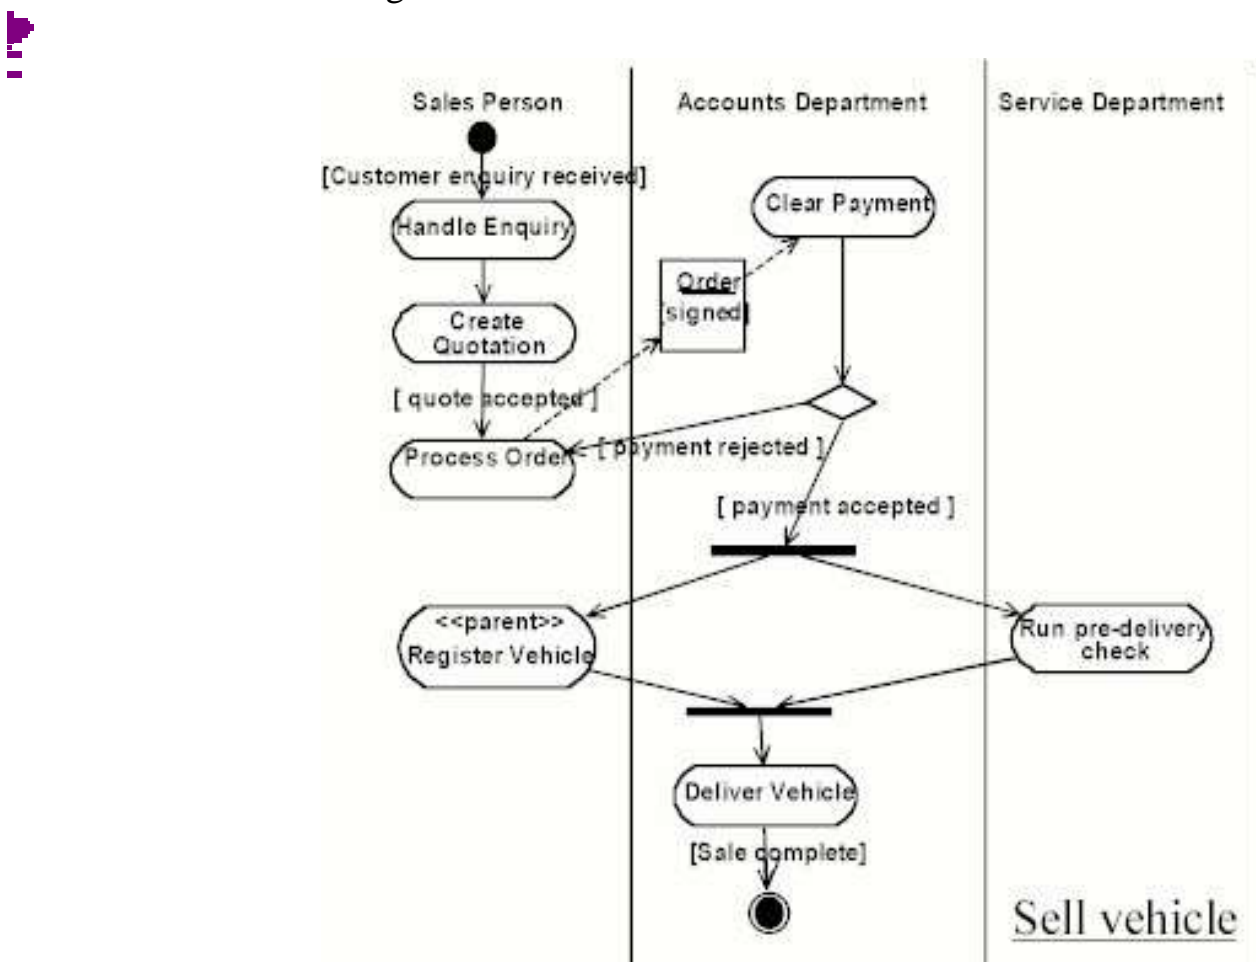 Sales Person
Accounts Department
Service Department
[Customer enquiry received]
Handle Enquiry
Clear Payment
Order
[signed]
Create
Quotation
[ quote accepted ]
Process Order
[ payment rejected ]
[ payment accepted ]
<<parent>>
Register Vehicle
Run pre-delivery
check
Deliver Vehicle
[Sale complete]
Sell vehicle